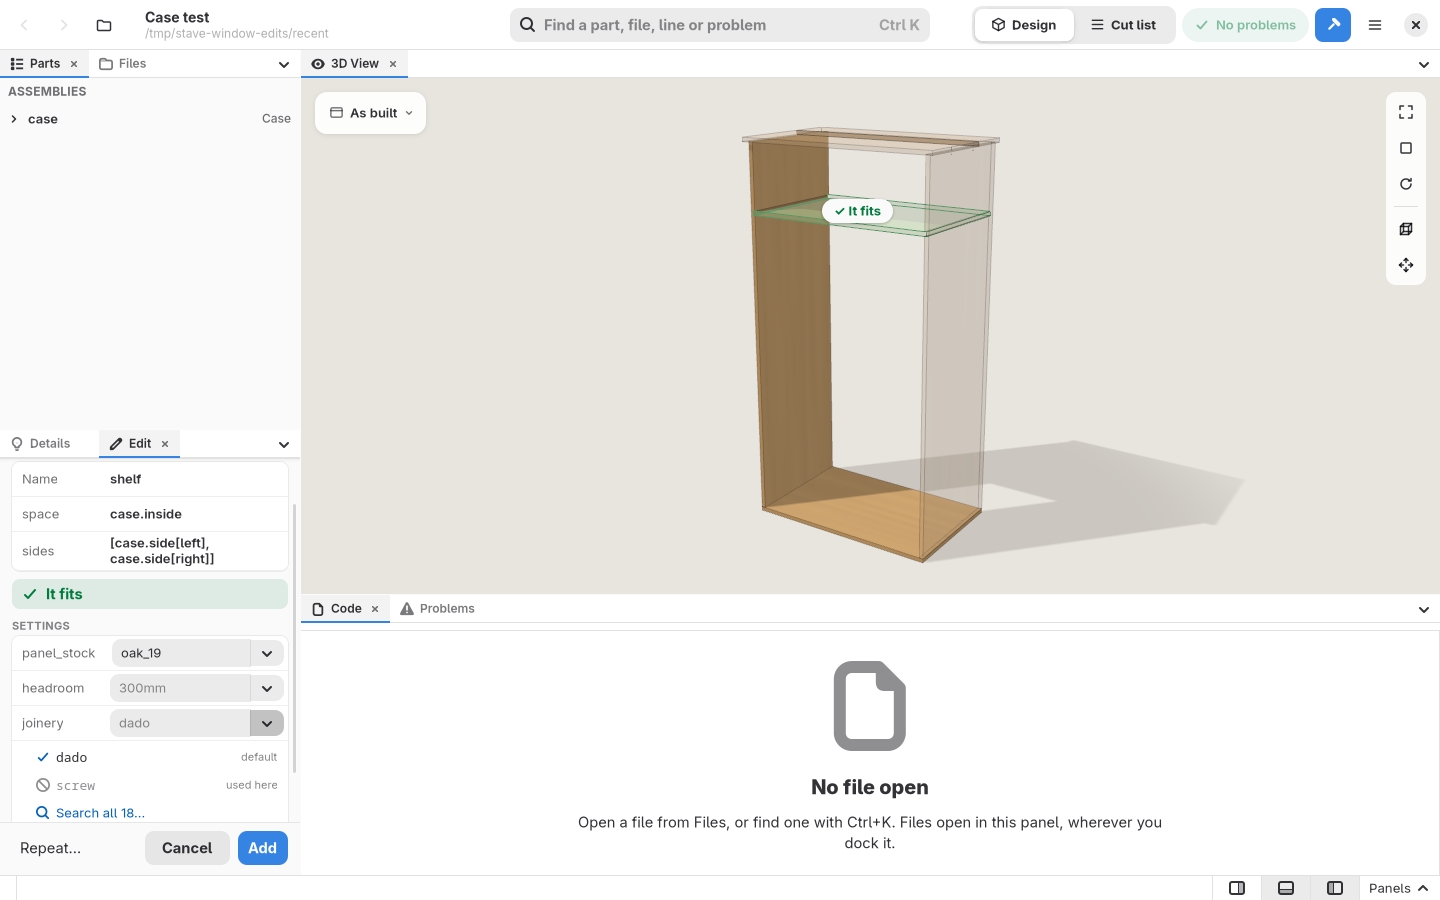 Case test
/tmp/stave-window-edits/recent
Find a part, file, line or problem
Ctrl K
Design
Cut list
No problems
Parts
Files
3D View
ASSEMBLIES
case
Case
As built
It fits
Details
Edit
Name
shelf
space
case.inside
sides
[case.side[left],
case.side[right]]
It fits
SETTINGS
panel_stock
oak_19
headroom
300mm
joinery
dado
dado
default
screw
used here
Search all 18...
Repeat...
Cancel
Add
Code
Problems
No file open
Open a file from Files, or find one with Ctrl+K. Files open in this panel, wherever you
dock it.
Panels